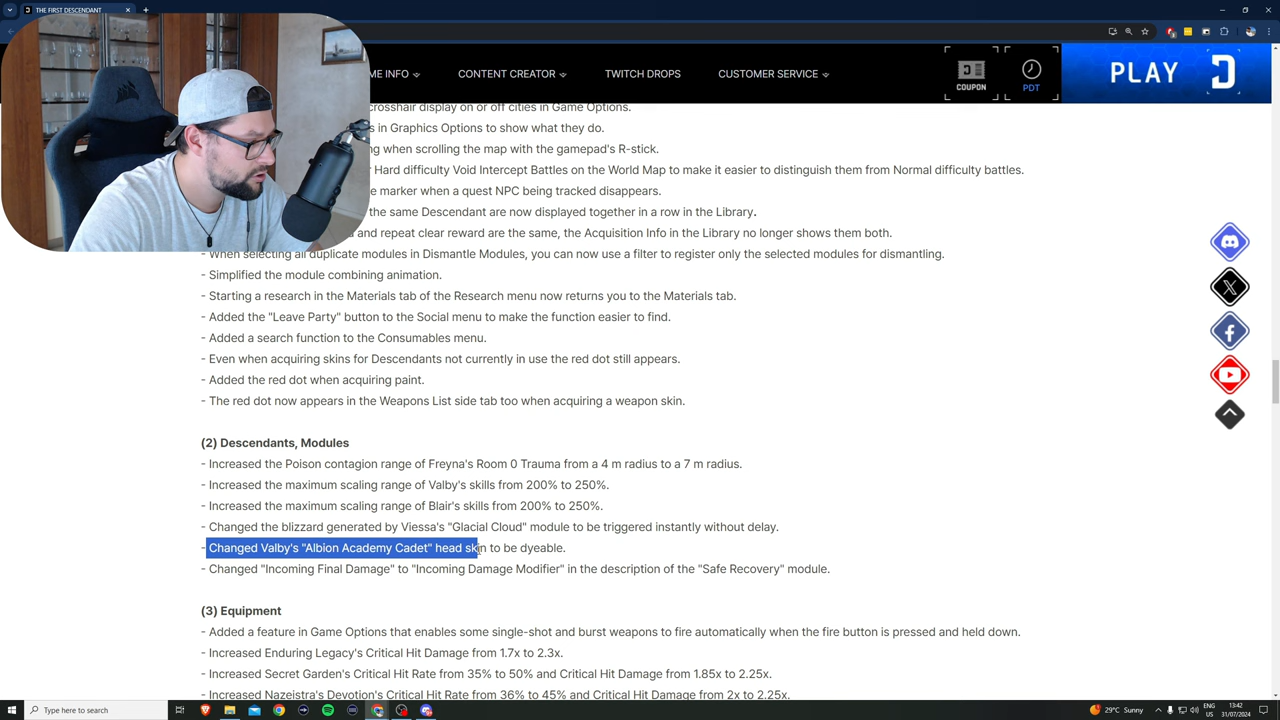 THE FIRST DESCENDANT
ME INFO
CONTENT CREATOR
TWITCH DROPS
CUSTOMER SERVICE
COUPON
PDT
PLAY
crosshair display on or off cities in Game Options.
s in Graphics Options to show what they do.
ng when scrolling the map with the gamepad's R-stick.
r Hard difficulty Void Intercept Battles on the World Map to make it easier to distinguish them from Normal difficulty battles.
e marker when a quest NPC being tracked disappears.
the same Descendant are now displayed together in a row in the Library.
and repeat clear reward are the same, the Acquisition Info in the Library no longer shows them both.
- When selecting all duplicate modules in Dismantle Modules, you can now use a filter to register only the selected modules for dismantling.
- Simplified the module combining animation.
- Starting a research in the Materials tab of the Research menu now returns you to the Materials tab.
- Added the "Leave Party" button to the Social menu to make the function easier to find.
- Added a search function to the Consumables menu.
- Even when acquiring skins for Descendants not currently in use the red dot still appears.
- Added the red dot when acquiring paint.
- The red dot now appears in the Weapons List side tab too when acquiring a weapon skin.
(2) Descendants, Modules
- Increased the Poison contagion range of Freyna's Room 0 Trauma from a 4 m radius to a 7 m radius.
- Increased the maximum scaling range of Valby's skills from 200% to 250%.
- Increased the maximum scaling range of Blair's skills from 200% to 250%.
- Changed the blizzard generated by Viessa's "Glacial Cloud" module to be triggered instantly without delay.
- Changed Valby's "Albion Academy Cadet" head skin to be dyeable.
- Changed "Incoming Final Damage" to "Incoming Damage Modifier" in the description of the "Safe Recovery" module.
(3) Equipment
- Added a feature in Game Options that enables some single-shot and burst weapons to fire automatically when the fire button is pressed and held down.
- Increased Enduring Legacy's Critical Hit Damage from 1.7x to 2.3x.
- Increased Secret Garden's Critical Hit Rate from 35% to 50% and Critical Hit Damage from 1.85x to 2.25x.
- Increased Nazeistra's Devotion's Critical Hit Rate from 36% to 45% and Critical Hit Damage from 2x to 2.25x.
Type here to search
29°C Sunny
ENG
US
13:42
31/07/2024